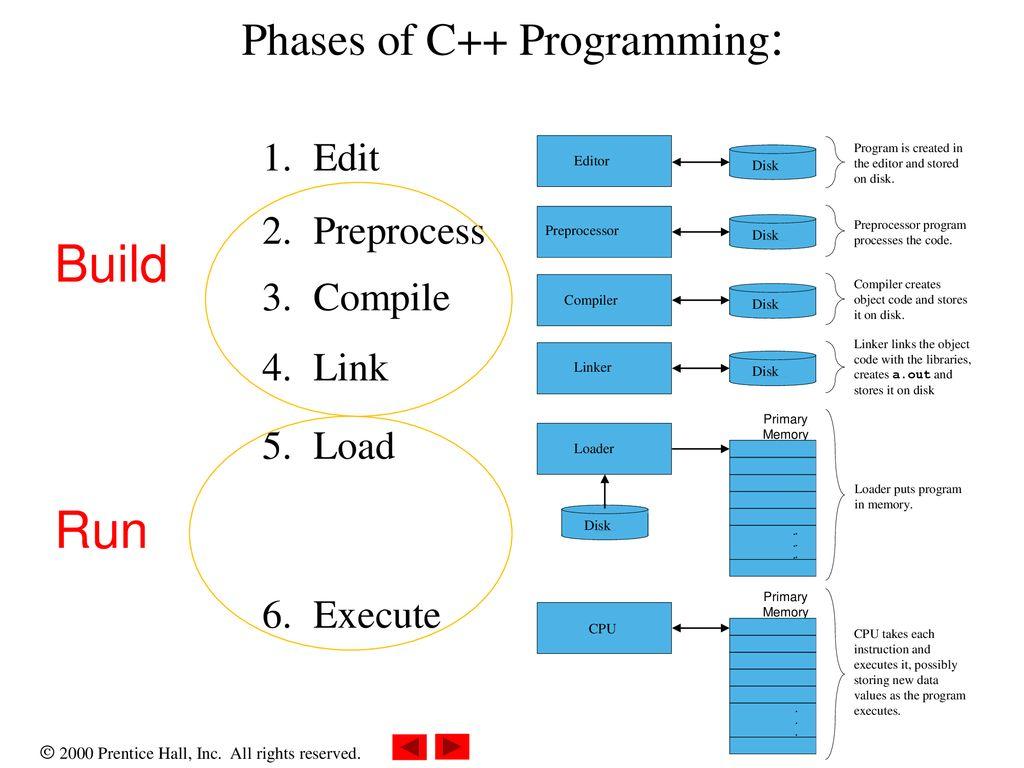 Phases of C++ Programming:
1. Edit
Editor
Disk
Program is created in
the editor and stored
on disk.
Build
2. Preprocess
Preprocessor
Disk
Preprocessor program
processes the code.
3. Compile
Compiler
Disk
Compiler creates
object code and stores
it on disk.
4. Link
Linker
Disk
Linker links the object
code with the libraries,
creates a.out and
stores it on disk
Run
5. Load
Loader
Disk
Primary
Memory
Loader puts program
in memory.
6. Execute
CPU
Primary
Memory
CPU takes each
instruction and
executes it, possibly
storing new data
values as the program
executes.
© 2000 Prentice Hall, Inc. All rights reserved.